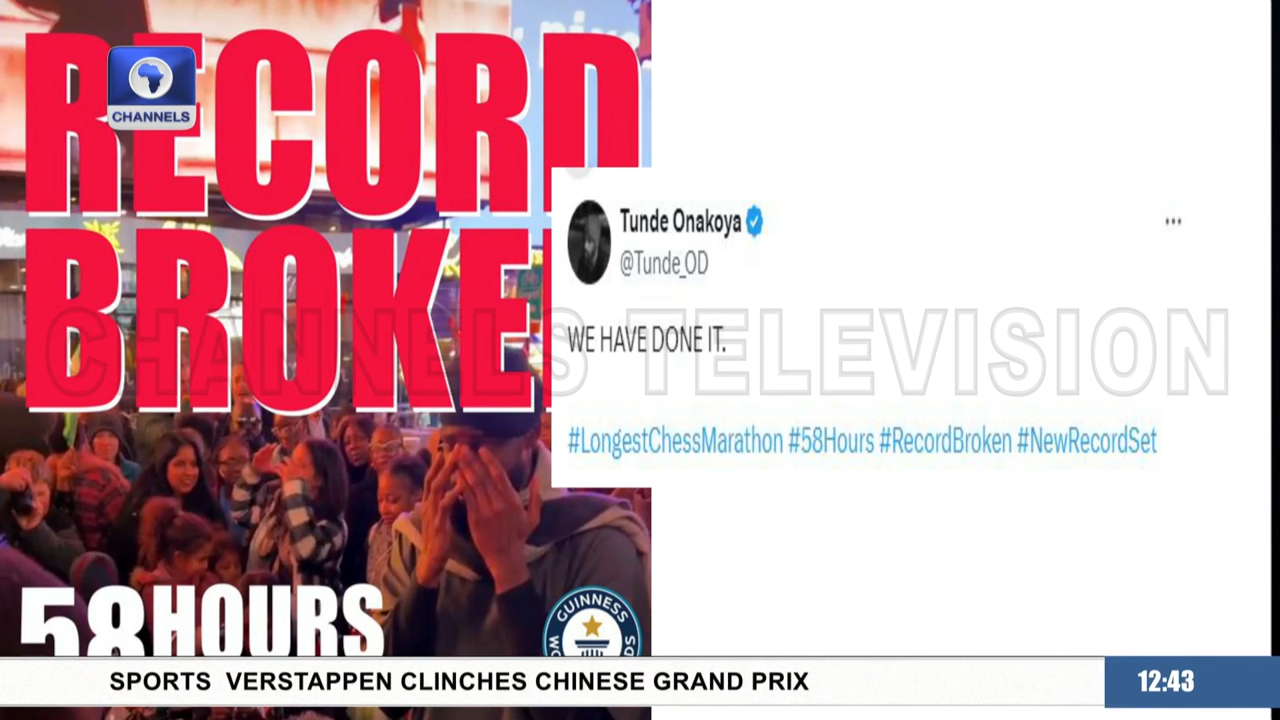 RECORD
CHANNELS
BROKE
Tunde Onakoya
@Tunde_OD
WE HAVE DONE IT.
CHANNELS TELEVISION
#LongestChessMarathon #58Hours #RecordBroken #NewRecordSet
58HOURS
GUINNESS
SPORTS VERSTAPPEN CLINCHES CHINESE GRAND PRIX
12:43